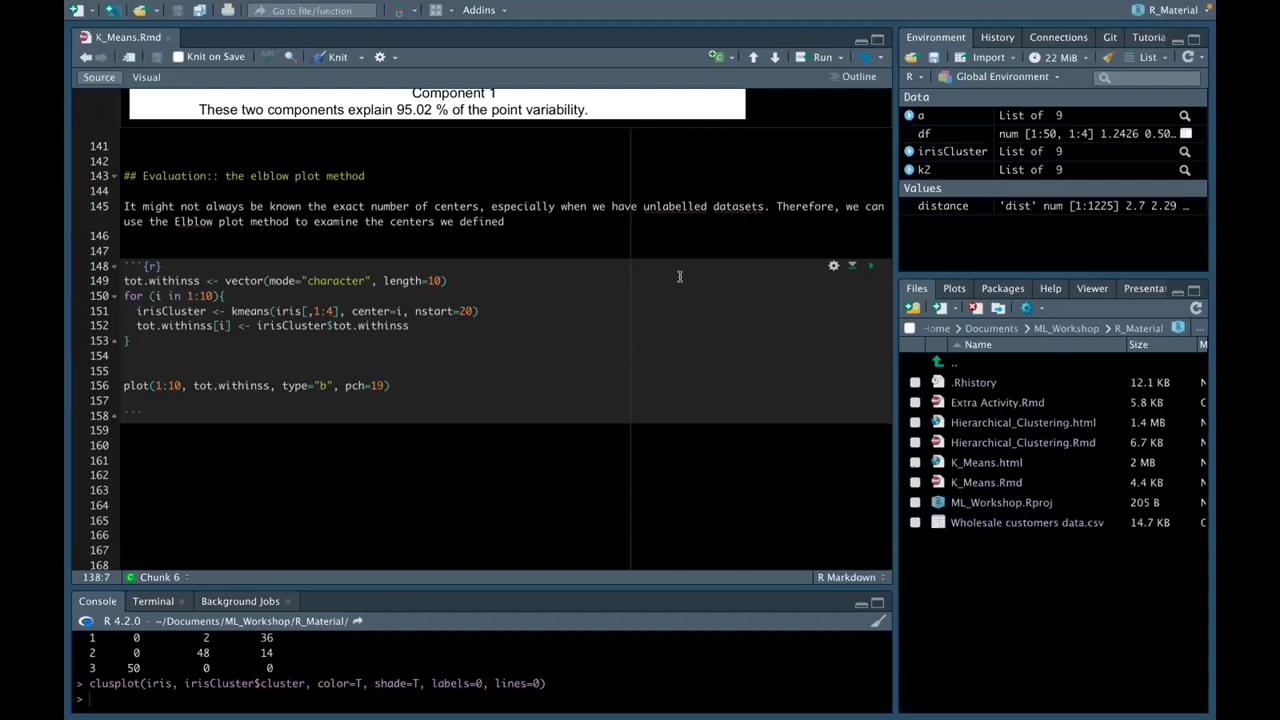 Go to file/function
Addins
R_Material
K_Means.Rmd
Knit on Save
Knit
Run
Source
Visual
Outline
Component 1
These two components explain 95.02 % of the point variability.
141
142
143 ## Evaluation:: the elblow plot method
144
145 It might not always be known the exact number of centers, especially when we have unlabelled datasets. Therefore, we can
use the Elblow plot method to examine the centers we defined
146
147
148 ```{r}
149 tot.withinss <- vector(mode="character", length=10)
150 for (i in 1:10){
151 irisCluster <- kmeans(iris[,1:4], center=i, nstart=20)
152 tot.withinss[i] <- irisCluster$tot.withinss
153 }
154
155
156 plot(1:10, tot.withinss, type="b", pch=19)
157
158 ```
159
160
161
162
163
164
165
166
167
168
138:7
Chunk 6
R Markdown
Console
Terminal
Background Jobs
R 4.2.0 · ~/Documents/ML_Workshop/R_Material/
1 0 2 36
2 0 48 14
3 50 0 0
> clusplot(iris, irisCluster$cluster, color=T, shade=T, labels=0, lines=0)
>
Environment
History
Connections
Git
Tutoria
Import
22 MiB
List
R
Global Environment
Data
a List of 9
df num [1:50, 1:4] 1.2426 0.50…
irisCluster List of 9
k2 List of 9
Values
distance 'dist' num [1:1225] 2.7 2.29 …
Files
Plots
Packages
Help
Viewer
Presenta
Home
Documents
ML_Workshop
R_Material
...
Name
Size
M
..
.Rhistory 12.1 KB
Extra Activity.Rmd 5.8 KB
Hierarchical_Clustering.html 1.4 MB
Hierarchical_Clustering.Rmd 6.7 KB
K_Means.html 2 MB
K_Means.Rmd 4.4 KB
ML_Workshop.Rproj 205 B
Wholesale customers data.csv 14.7 KB